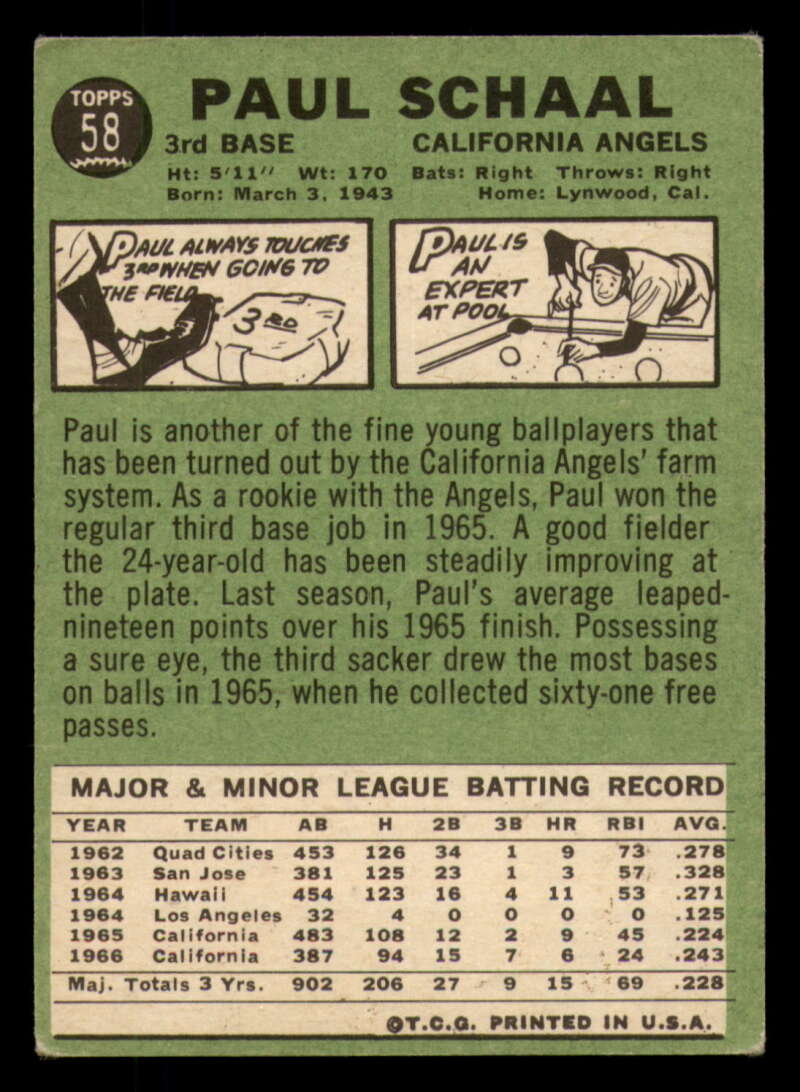 TOPPS
58
PAUL SCHAAL
3rd BASE CALIFORNIA ANGELS
Ht: 5'11" Wt: 170 Bats: Right Throws: Right
Born: March 3, 1943 Home: Lynwood, Cal.
PAUL ALWAYS TOUCHES
3RD WHEN GOING TO
THE FIELD
3RD
PAUL IS
AN
EXPERT
AT POOL
Paul is another of the fine young ballplayers that
has been turned out by the California Angels' farm
system. As a rookie with the Angels, Paul won the
regular third base job in 1965. A good fielder
the 24-year-old has been steadily improving at
the plate. Last season, Paul's average leaped-
nineteen points over his 1965 finish. Possessing
a sure eye, the third sacker drew the most bases
on balls in 1965, when he collected sixty-one free
passes.
MAJOR & MINOR LEAGUE BATTING RECORD
YEAR TEAM AB H 2B 3B HR RBI AVG.
1962 Quad Cities 453 126 34 1 9 73 .278
1963 San Jose 381 125 23 1 3 57 .328
1964 Hawaii 454 123 16 4 11 53 .271
1964 Los Angeles 32 4 0 0 0 0 .125
1965 California 483 108 12 2 9 45 .224
1966 California 387 94 15 7 6 24 .243
Maj. Totals 3 Yrs. 902 206 27 9 15 69 .228
©T.C.G. PRINTED IN U.S.A.